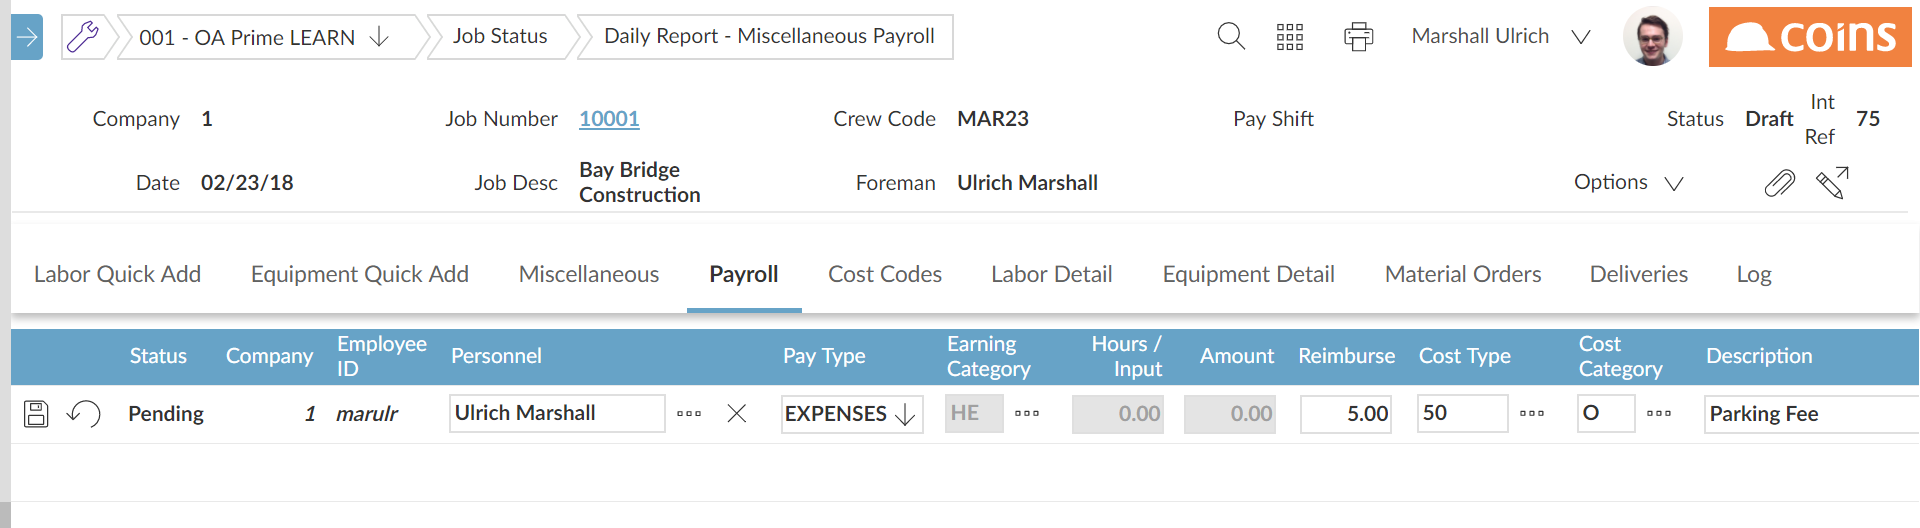 001 - OA Prime LEARN
Job Status
Daily Report - Miscellaneous Payroll
Marshall Ulrich
coins
Company 1
Job Number 10001
Crew Code MAR23
Pay Shift
Status Draft
Int
Ref
75
Date 02/23/18
Job Desc
Bay Bridge
Construction
Foreman Ulrich Marshall
Options
Labor Quick Add Equipment Quick Add Miscellaneous Payroll Cost Codes Labor Detail Equipment Detail Material Orders Deliveries Log
Status
Company
Employee
ID
Personnel
Pay Type
Earning
Category
Hours /
Input
Amount
Reimburse
Cost Type
Cost
Category
Description
Pending 1 marulr Ulrich Marshall EXPENSES HE 0.00 0.00 5.00 50 O Parking Fee